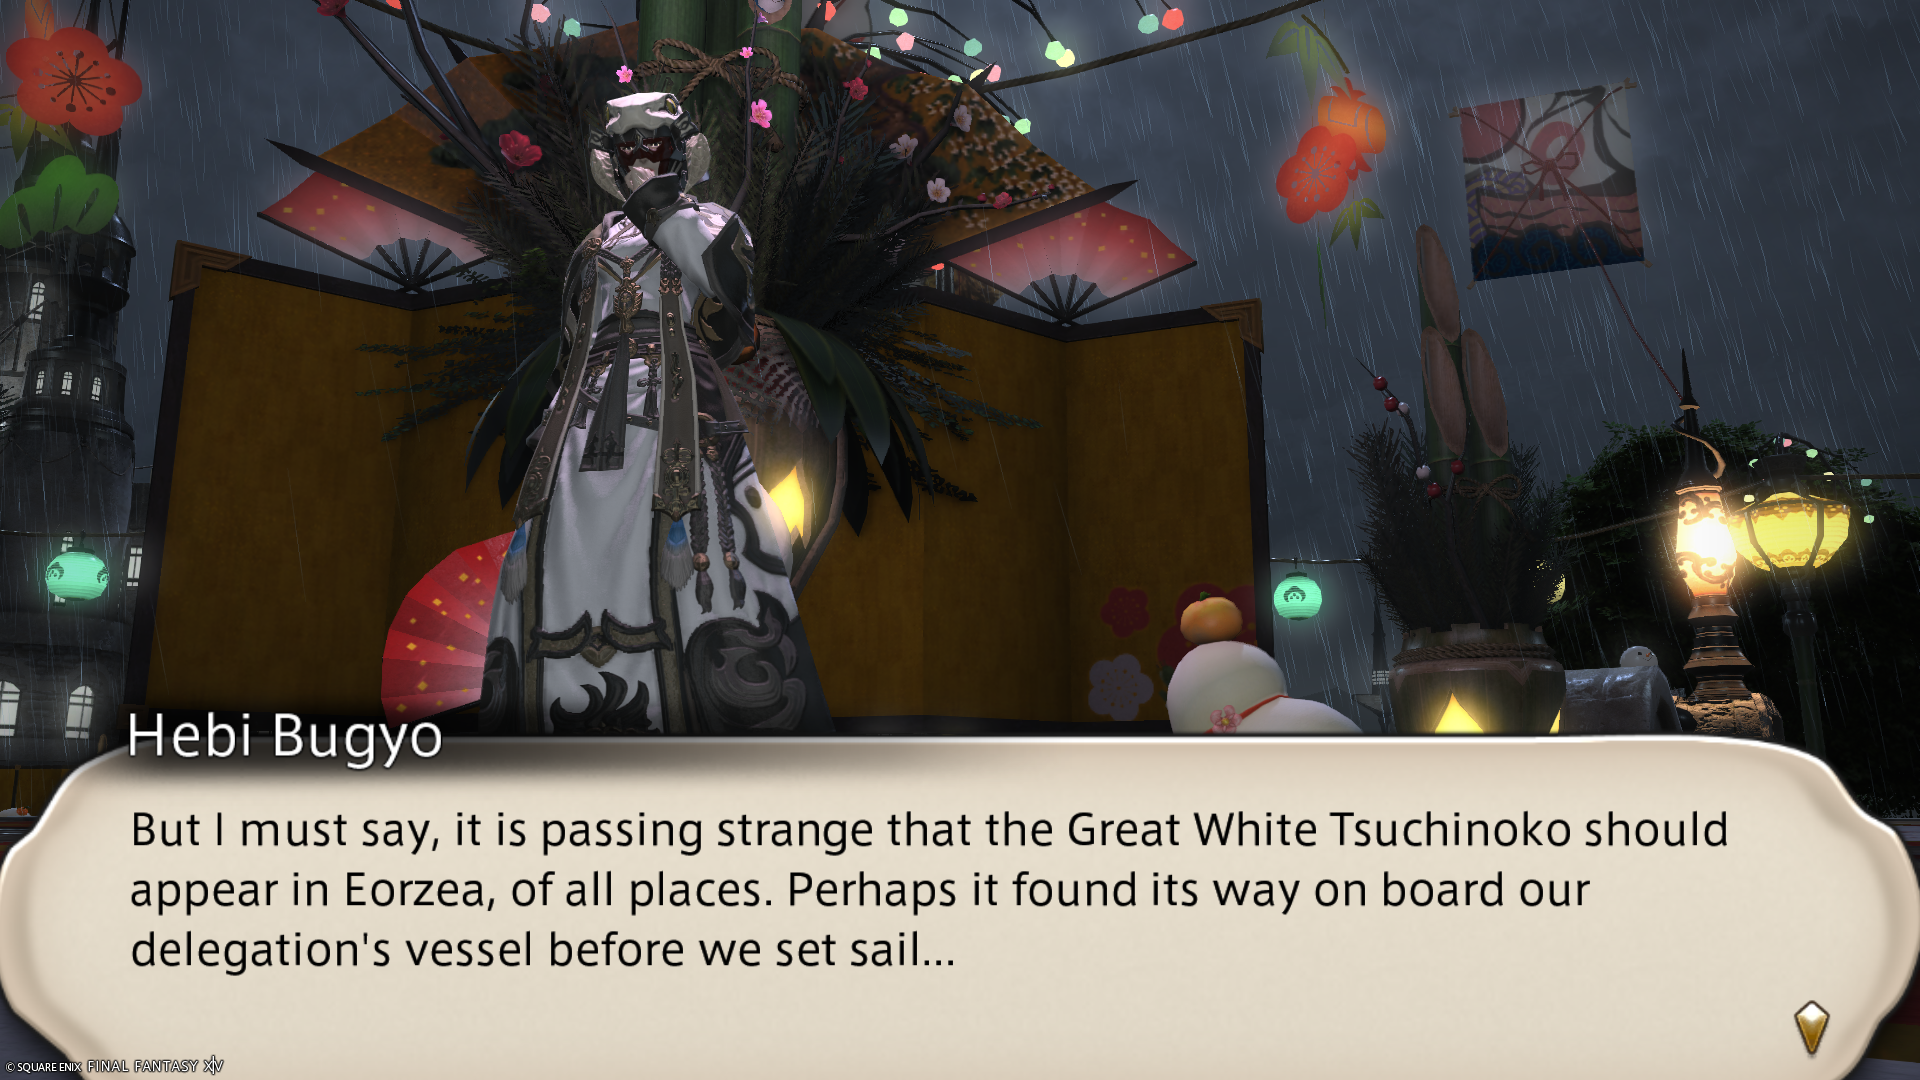 Hebi Bugyo
But I must say, it is passing strange that the Great White Tsuchinoko should
appear in Eorzea, of all places. Perhaps it found its way on board our
delegation's vessel before we set sail...
© SQUARE ENIX FINAL FANTASY XIV